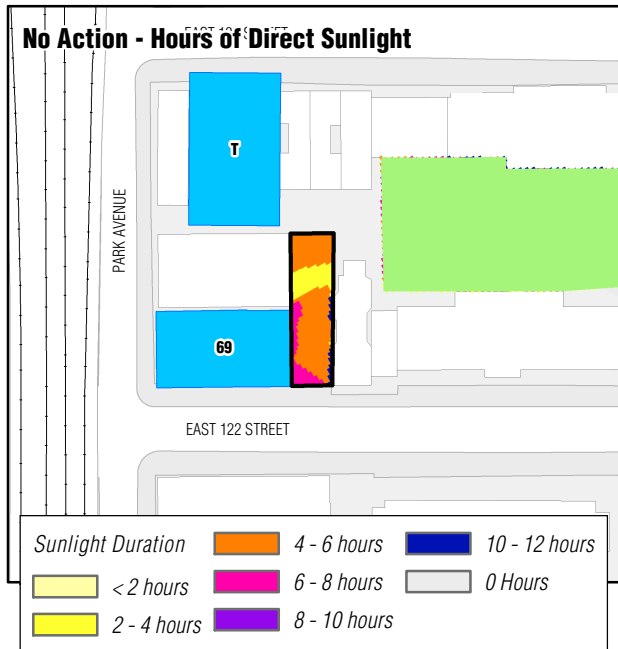 No Action - Hours of Direct Sunlight
T
PARK AVENUE
69
EAST 122 STREET
Sunlight Duration
< 2 hours
2 - 4 hours
4 - 6 hours
6 - 8 hours
8 - 10 hours
10 - 12 hours
0 Hours